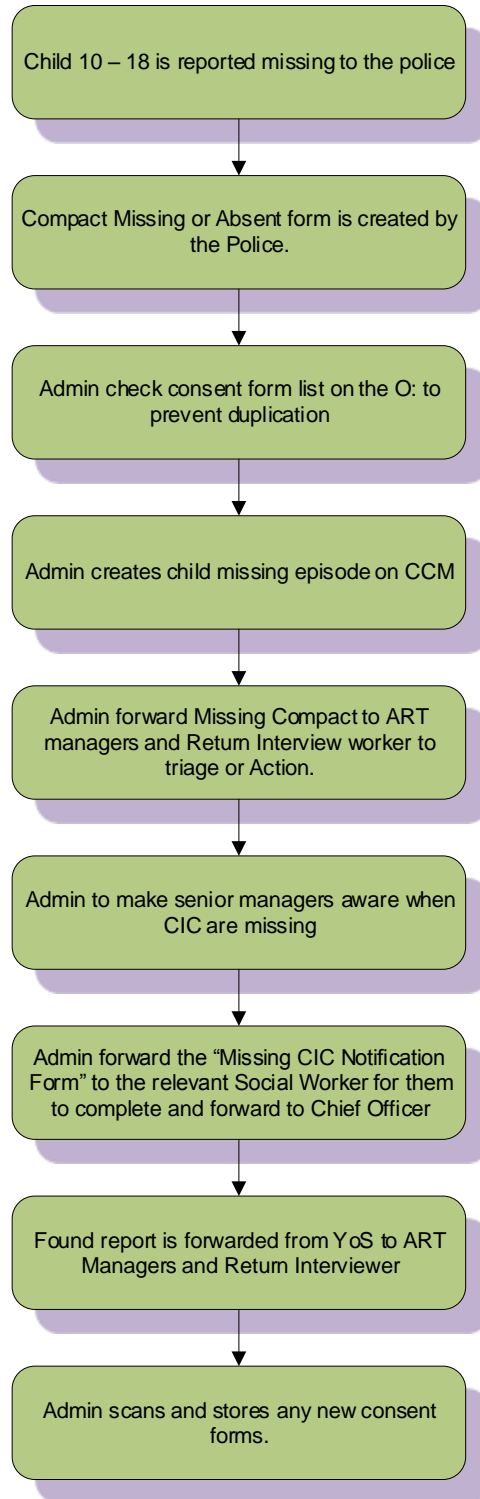 Child 10 – 18 is reported missing to the police
Compact Missing or Absent form is created by
the Police.
Admin check consent form list on the O: to
prevent duplication
Admin creates child missing episode on CCM
Admin forward Missing Compact to ART
managers and Return Interview worker to
triage or Action.
Admin to make senior managers aware when
CIC are missing
Admin forward the “Missing CIC Notification
Form” to the relevant Social Worker for them
to complete and forward to Chief Officer
Found report is forwarded from YoS to ART
Managers and Return Interviewer
Admin scans and stores any new consent
forms.